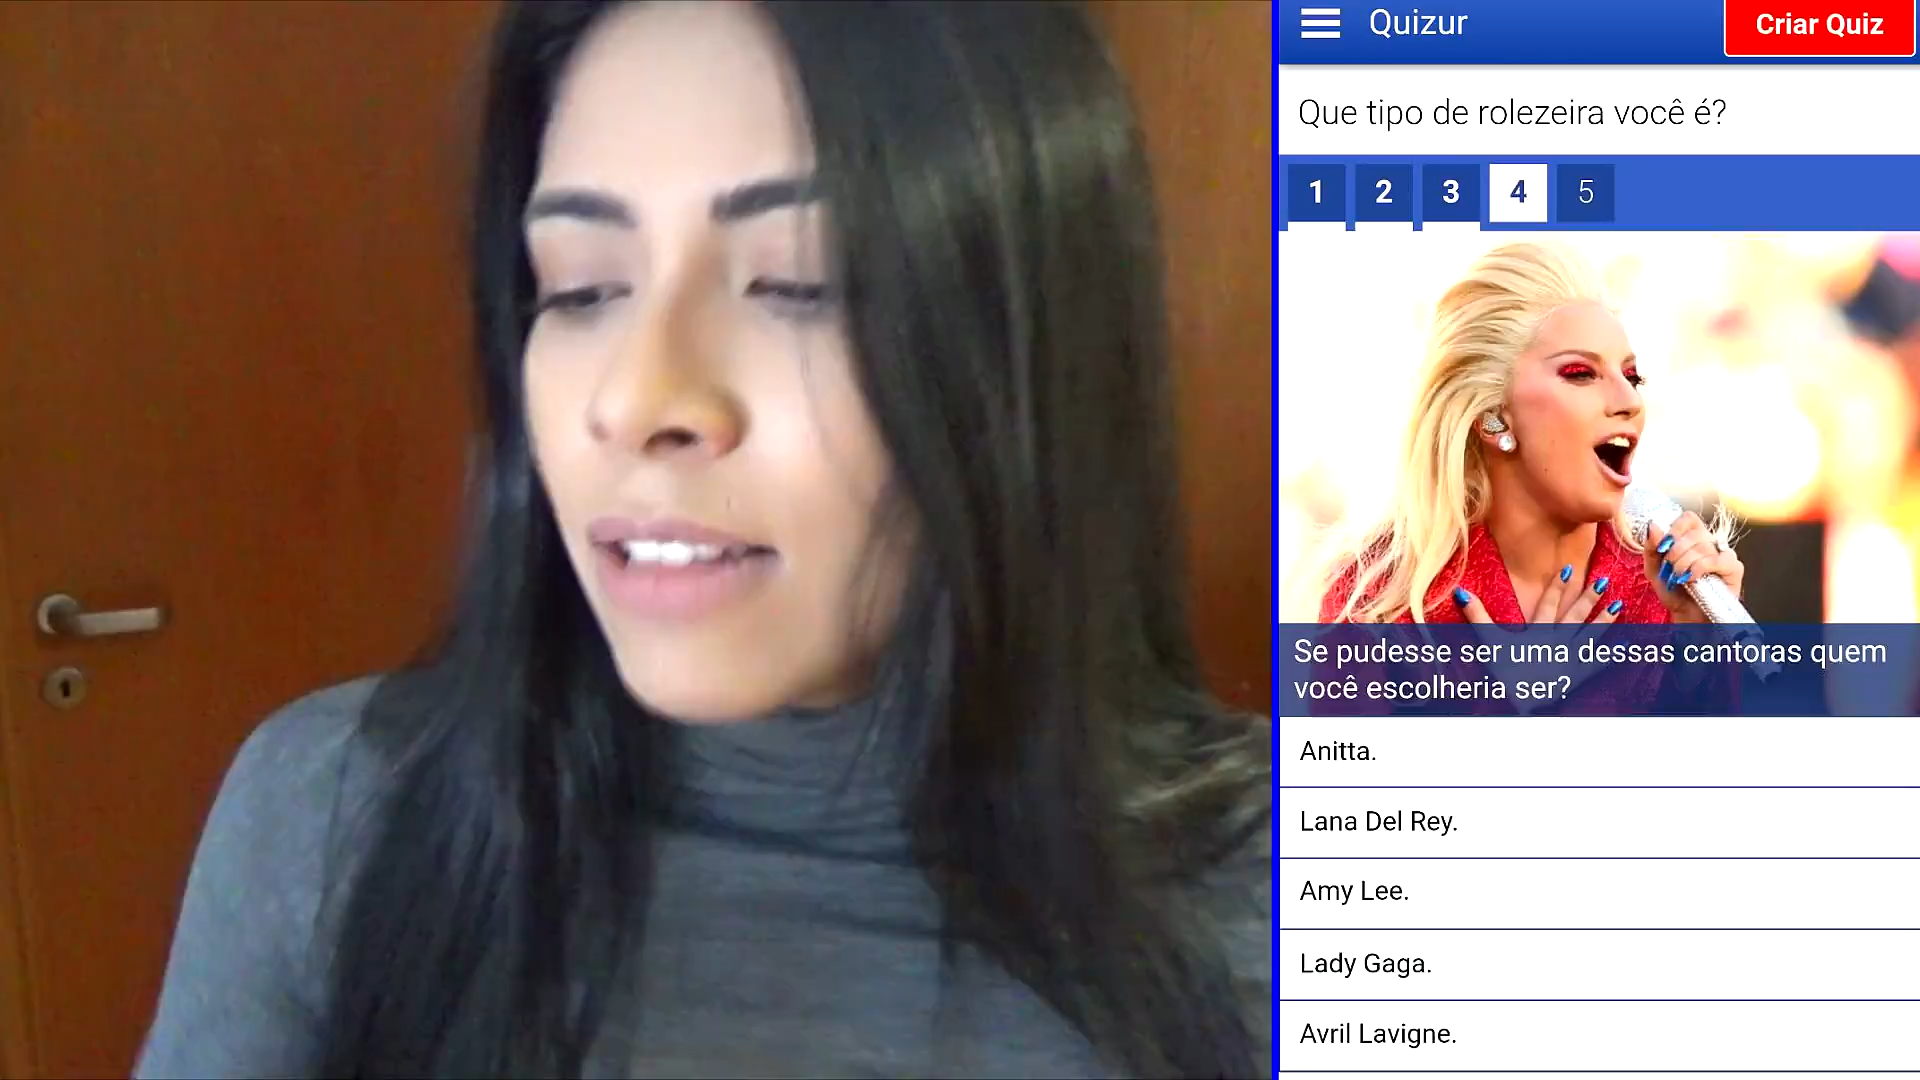 Quizur
Criar Quiz
Que tipo de rolezeira você é?
1 2 3 4 5
Se pudesse ser uma dessas cantoras quem
você escolheria ser?
Anitta.
Lana Del Rey.
Amy Lee.
Lady Gaga.
Avril Lavigne.